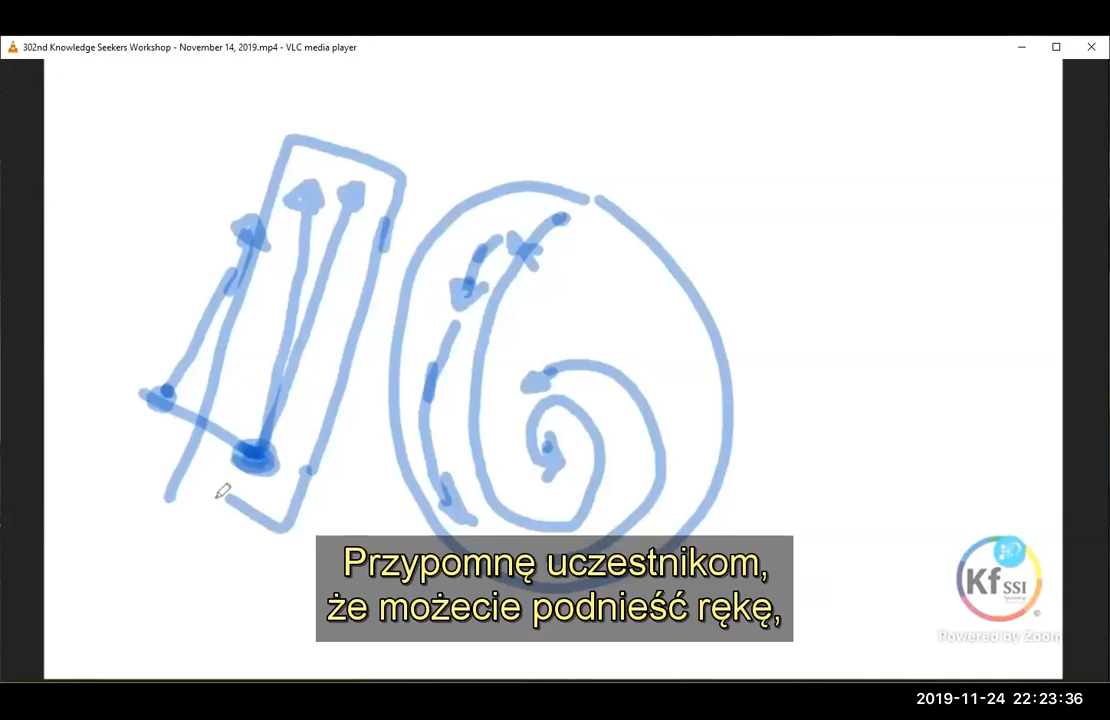 302nd Knowledge Seekers Workshop - November 14, 2019.mp4 - VLC media player
Przypomnę uczestnikom,
że możecie podnieść rękę,
Kf SSI
Powered by Zoom
2019-11-24 22:23:36